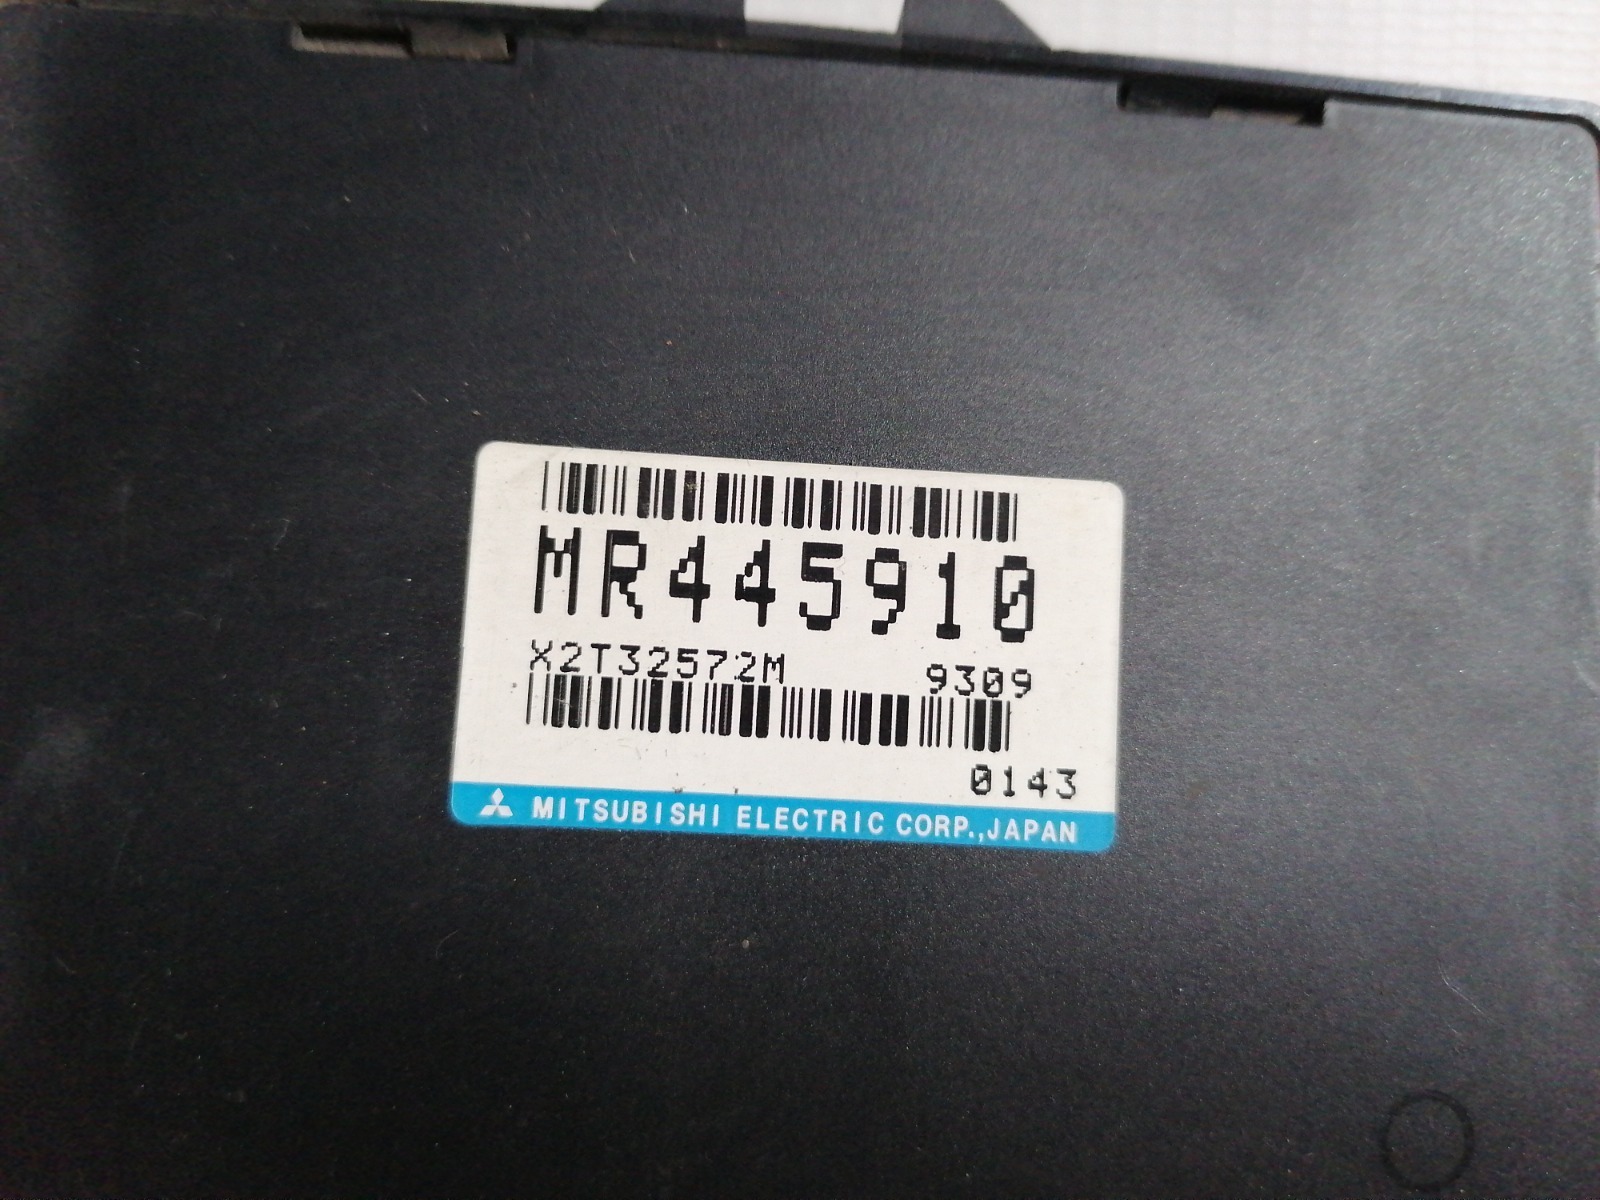 MR445910
X2T32572M 9309
0143
MITSUBISHI ELECTRIC CORP.,JAPAN